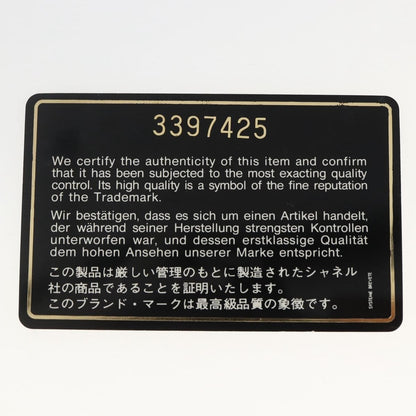 3397425
We certify the authenticity of this item and confirm
that it has been subjected to the most exacting quality
control. Its high quality is a symbol of the fine reputation
of the Trademark.
Wir bestätigen, dass es sich um einen Artikel handelt,
der während seiner Herstellung strengsten Kontrollen
unterworfen war, und dessen erstklassige Qualität
dem hohen Ansehen unserer Marke entspricht.
この製品は厳しい管理のもとに製造されたシャネル
社の商品であることを証明いたします。
このブランド・マークは最高級品質の象徴です。
SYSTEME BREVETE